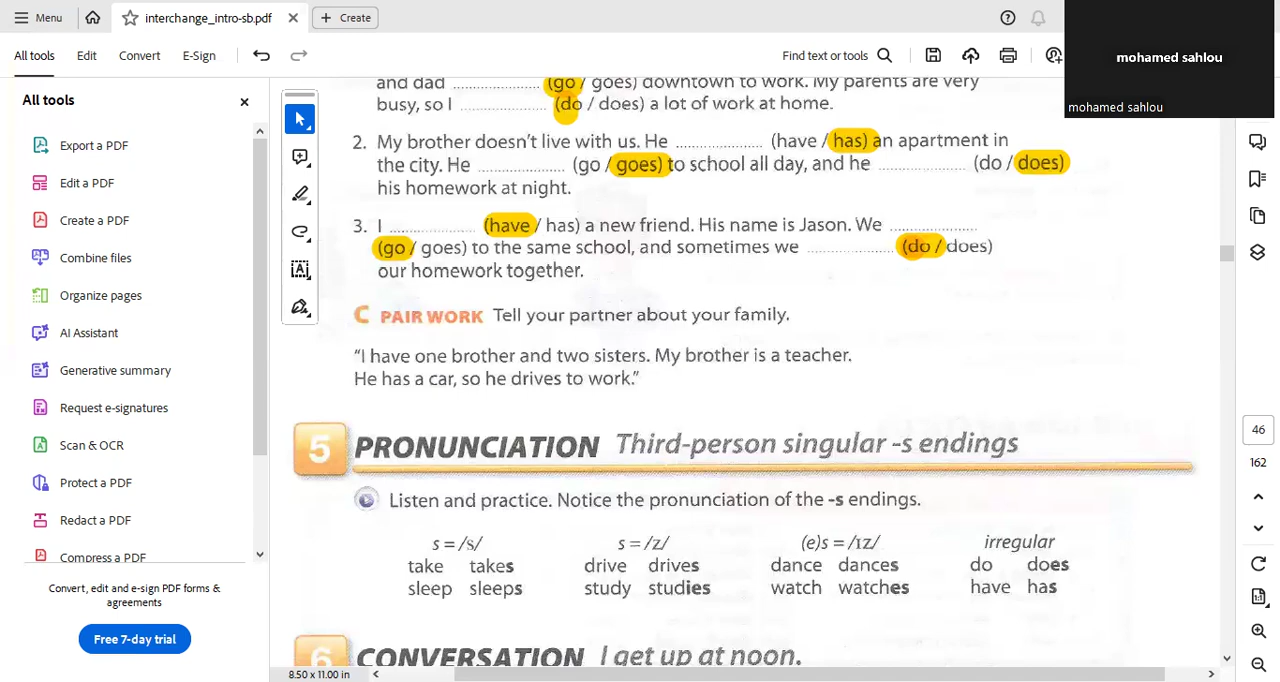 Menu
interchange_intro-sb.pdf
Create
All tools Edit Convert E-Sign
Find text or tools
mohamed sahlou
mohamed sahlou
All tools
Export a PDF
Edit a PDF
Create a PDF
Combine files
Organize pages
AI Assistant
Generative summary
Request e-signatures
Scan & OCR
Protect a PDF
Redact a PDF
Compress a PDF
Convert, edit and e-sign PDF forms &
agreements
Free 7-day trial
and dad .................... (go / goes) downtown to work. My parents are very
busy, so I .................... (do / does) a lot of work at home.
2. My brother doesn't live with us. He .................... (have / has) an apartment in
the city. He .................... (go / goes) to school all day, and he .................... (do / does)
his homework at night.
3. I .................... (have / has) a new friend. His name is Jason. We ....................
(go / goes) to the same school, and sometimes we .................... (do / does)
our homework together.
C PAIR WORK Tell your partner about your family.
"I have one brother and two sisters. My brother is a teacher.
He has a car, so he drives to work."
5 PRONUNCIATION Third-person singular -s endings
Listen and practice. Notice the pronunciation of the -s endings.
s = /s/ s = /z/ (e)s = /ɪz/ irregular
take takes drive drives dance dances do does
sleep sleeps study studies watch watches have has
6 CONVERSATION I get up at noon.
8.50 x 11.00 in
46
162